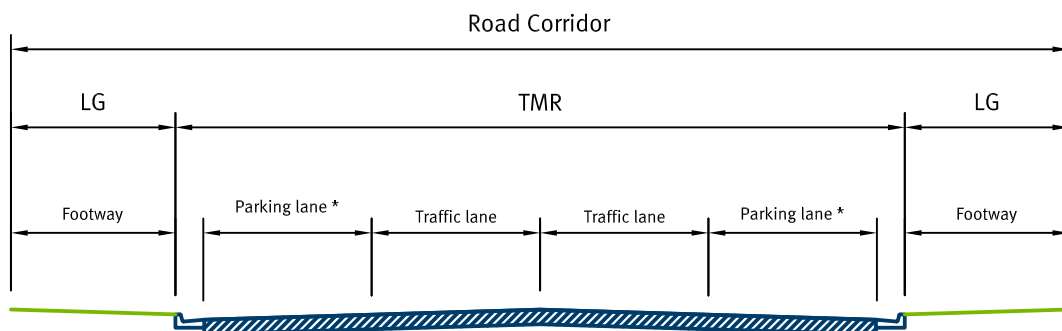 Road Corridor
LG
TMR
LG
Footway
Parking lane *
Traffic lane
Traffic lane
Parking lane *
Footway